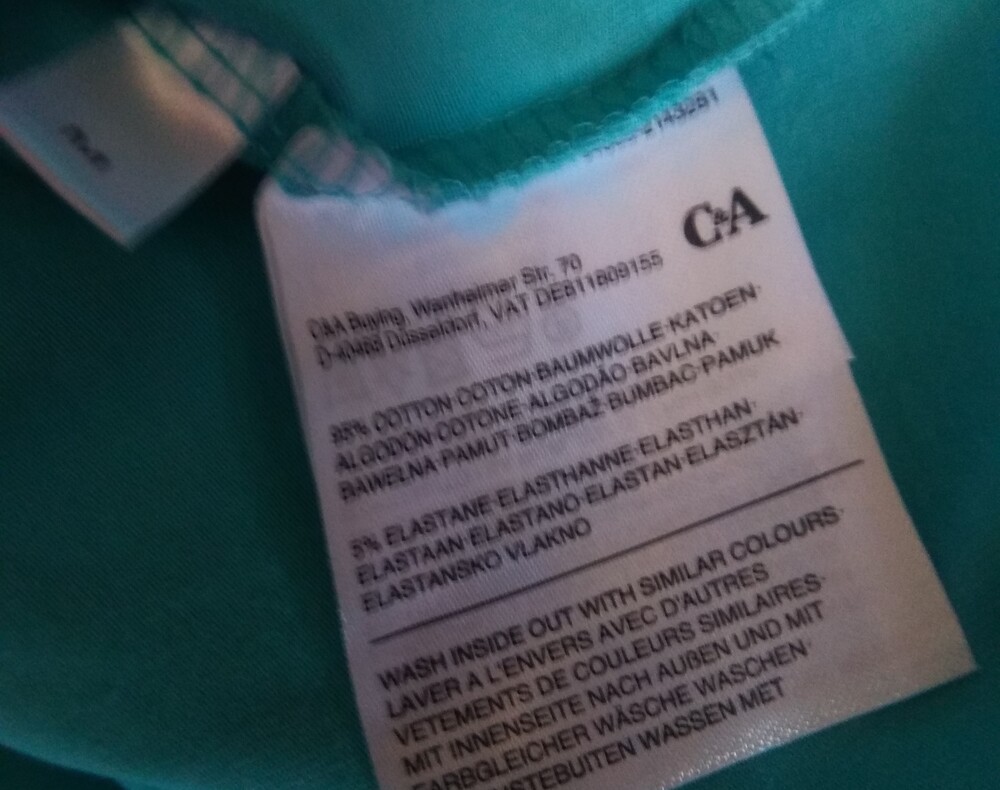 143281
C&A
C&A Buying, Wanheimer Str. 70
D-40468 Düsseldorf, VAT DE811809155
95% COTTON·COTON·BAUMWOLLE·KATOEN·
ALGODÓN·COTONE·ALGODÃO·BAVLNA·
BAWEŁNA·PAMUT·BOMBAŽ·BUMBAC·PAMUK
5% ELASTANE·ELASTHANNE·ELASTHAN·
ELASTAAN·ELASTANO·ELASTAN·ELASZTÁN·
ELASTANSKO VLAKNO
WASH INSIDE OUT WITH SIMILAR COLOURS·
LAVER A L'ENVERS AVEC D'AUTRES
VETEMENTS DE COULEURS SIMILAIRES·
MIT INNENSEITE NACH AUßEN UND MIT
FARBGLEICHER WÄSCHE WASCHEN·
WASSEN MET